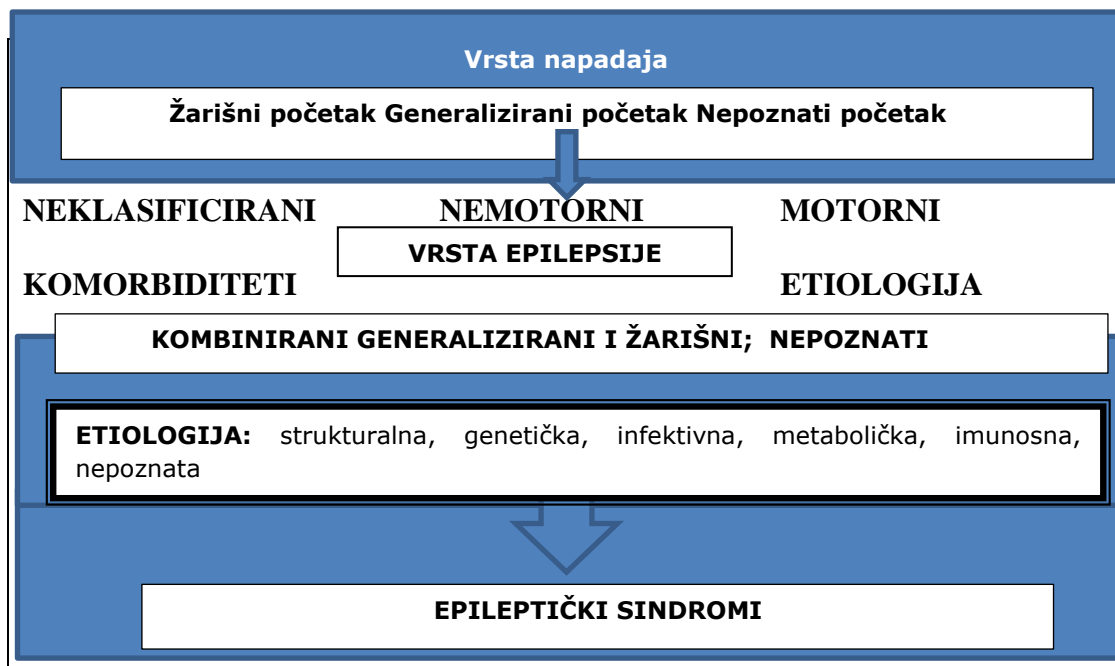 Vrsta napadaja
Žarišni početak Generalizirani početak Nepoznati početak
NEKLASIFICIRANI NEMOTORNI MOTORNI
VRSTA EPILEPSIJE
KOMORBIDITETI ETIOLOGIJA
KOMBINIRANI GENERALIZIRANI I ŽARIŠNI; NEPOZNATI
ETIOLOGIJA: strukturalna, genetička, infektivna, metabolička, imunosna,
nepoznata
EPILEPTIČKI SINDROMI